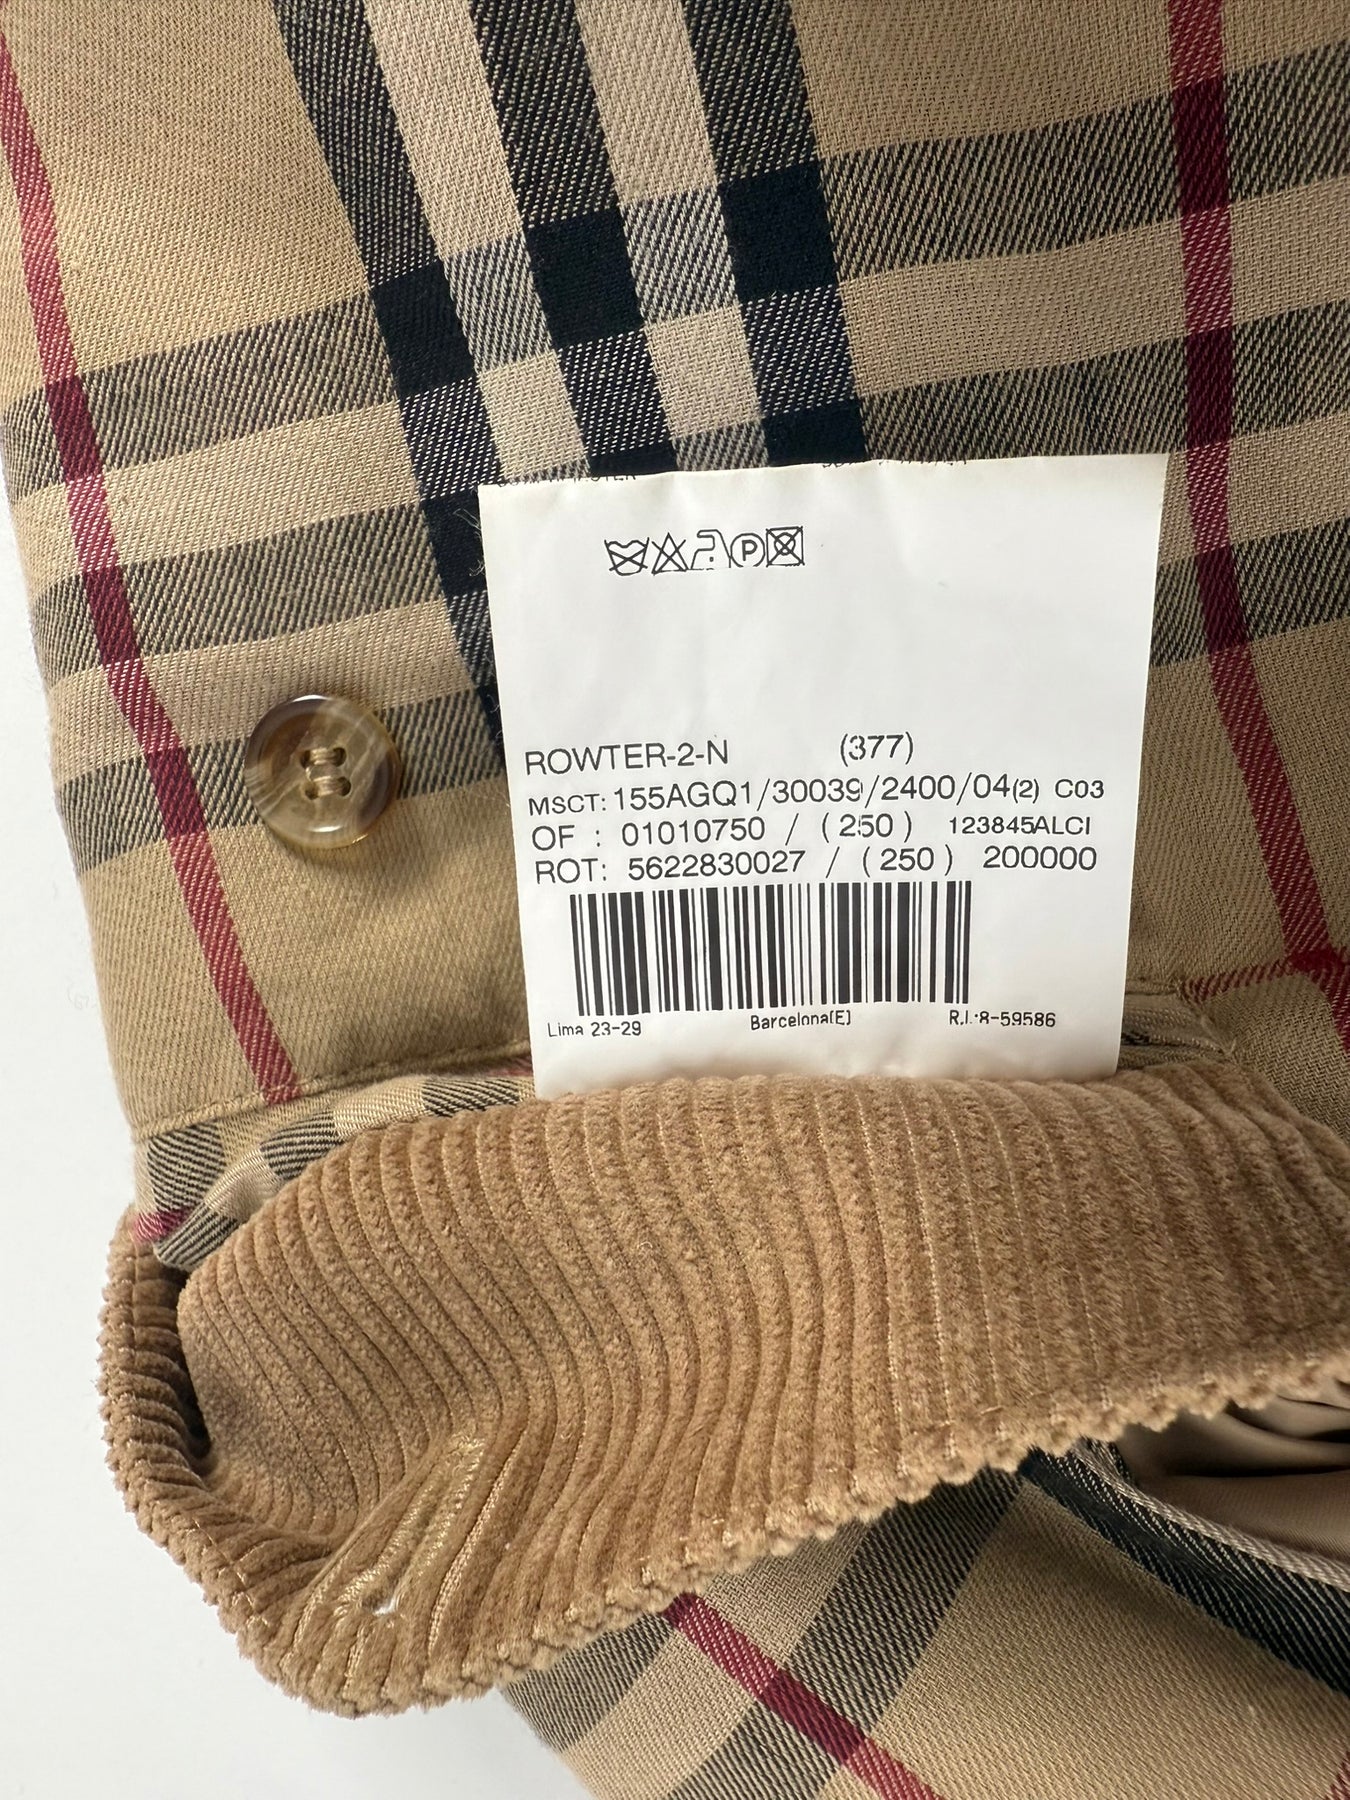 P
ROWTER-2-N (377)
MSCT: 155AGQ1/30039/2400/04(2) C03
OF : 01010750 / (250) 123845ALCI
ROT: 5622830027 / (250) 200000
Lima 23-29 Barcelona(E) R.I.:8-59586